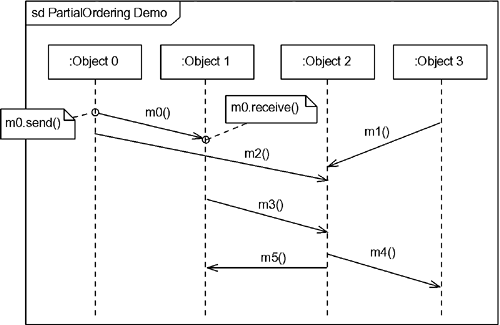 sd PartialOrdering Demo
:Object 0
:Object 1
:Object 2
:Object 3
m0.send()
m0()
m0.receive()
m1()
m2()
m3()
m5()
m4()